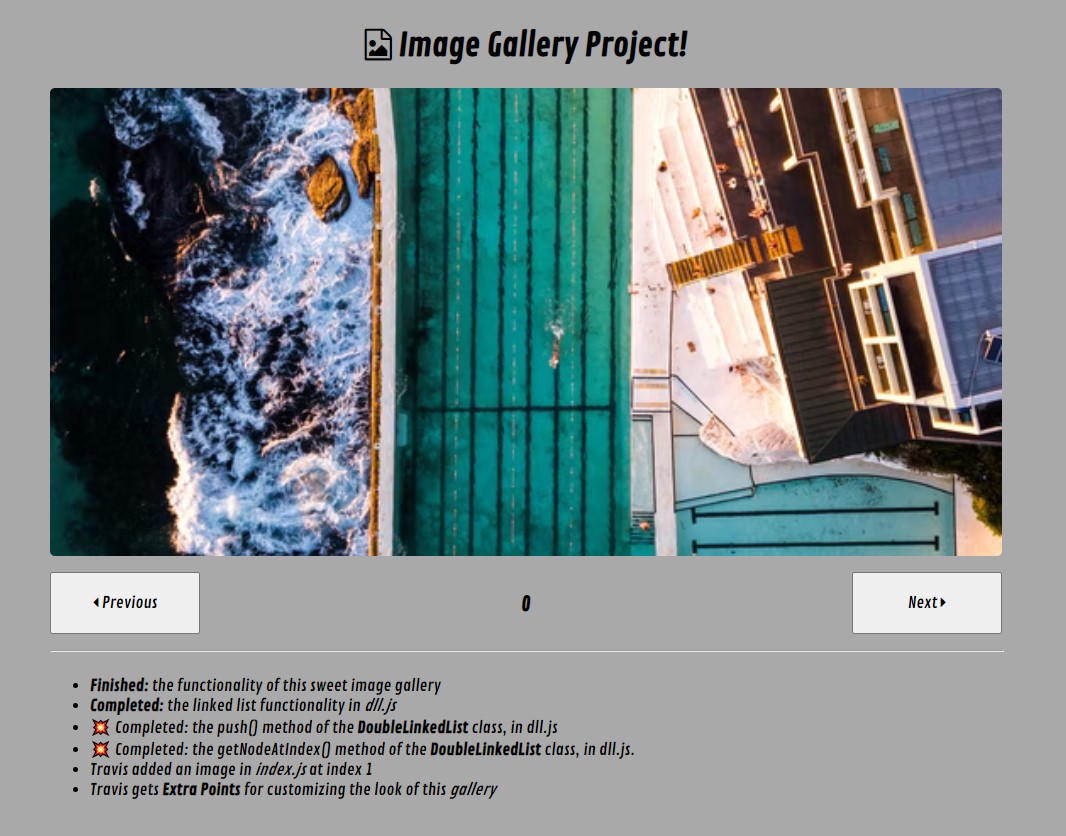 Image Gallery Project!
Previous
0
Next
Finished: the functionality of this sweet image gallery
Completed: the linked list functionality in dll.js
💥 Completed: the push() method of the DoubleLinkedList class, in dll.js
💥 Completed: the getNodeAtIndex() method of the DoubleLinkedList class, in dll.js.
Travis added an image in index.js at index 1
Travis gets Extra Points for customizing the look of this gallery